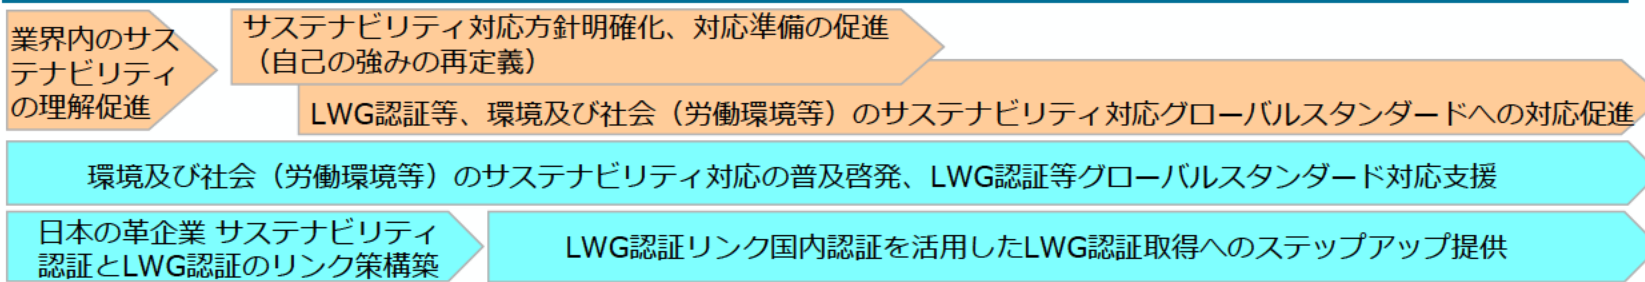 業界内のサス
テナビリティ
の理解促進
サステナビリティ対応方針明確化、対応準備の促進
（自己の強みの再定義）
LWG認証等、環境及び社会（労働環境等）のサステナビリティ対応グローバルスタンダードへの対応促進
環境及び社会（労働環境等）のサステナビリティ対応の普及啓発、LWG認証等グローバルスタンダード対応支援
日本の革企業 サステナビリティ
認証とLWG認証のリンク策構築
LWG認証リンク国内認証を活用したLWG認証取得へのステップアップ提供